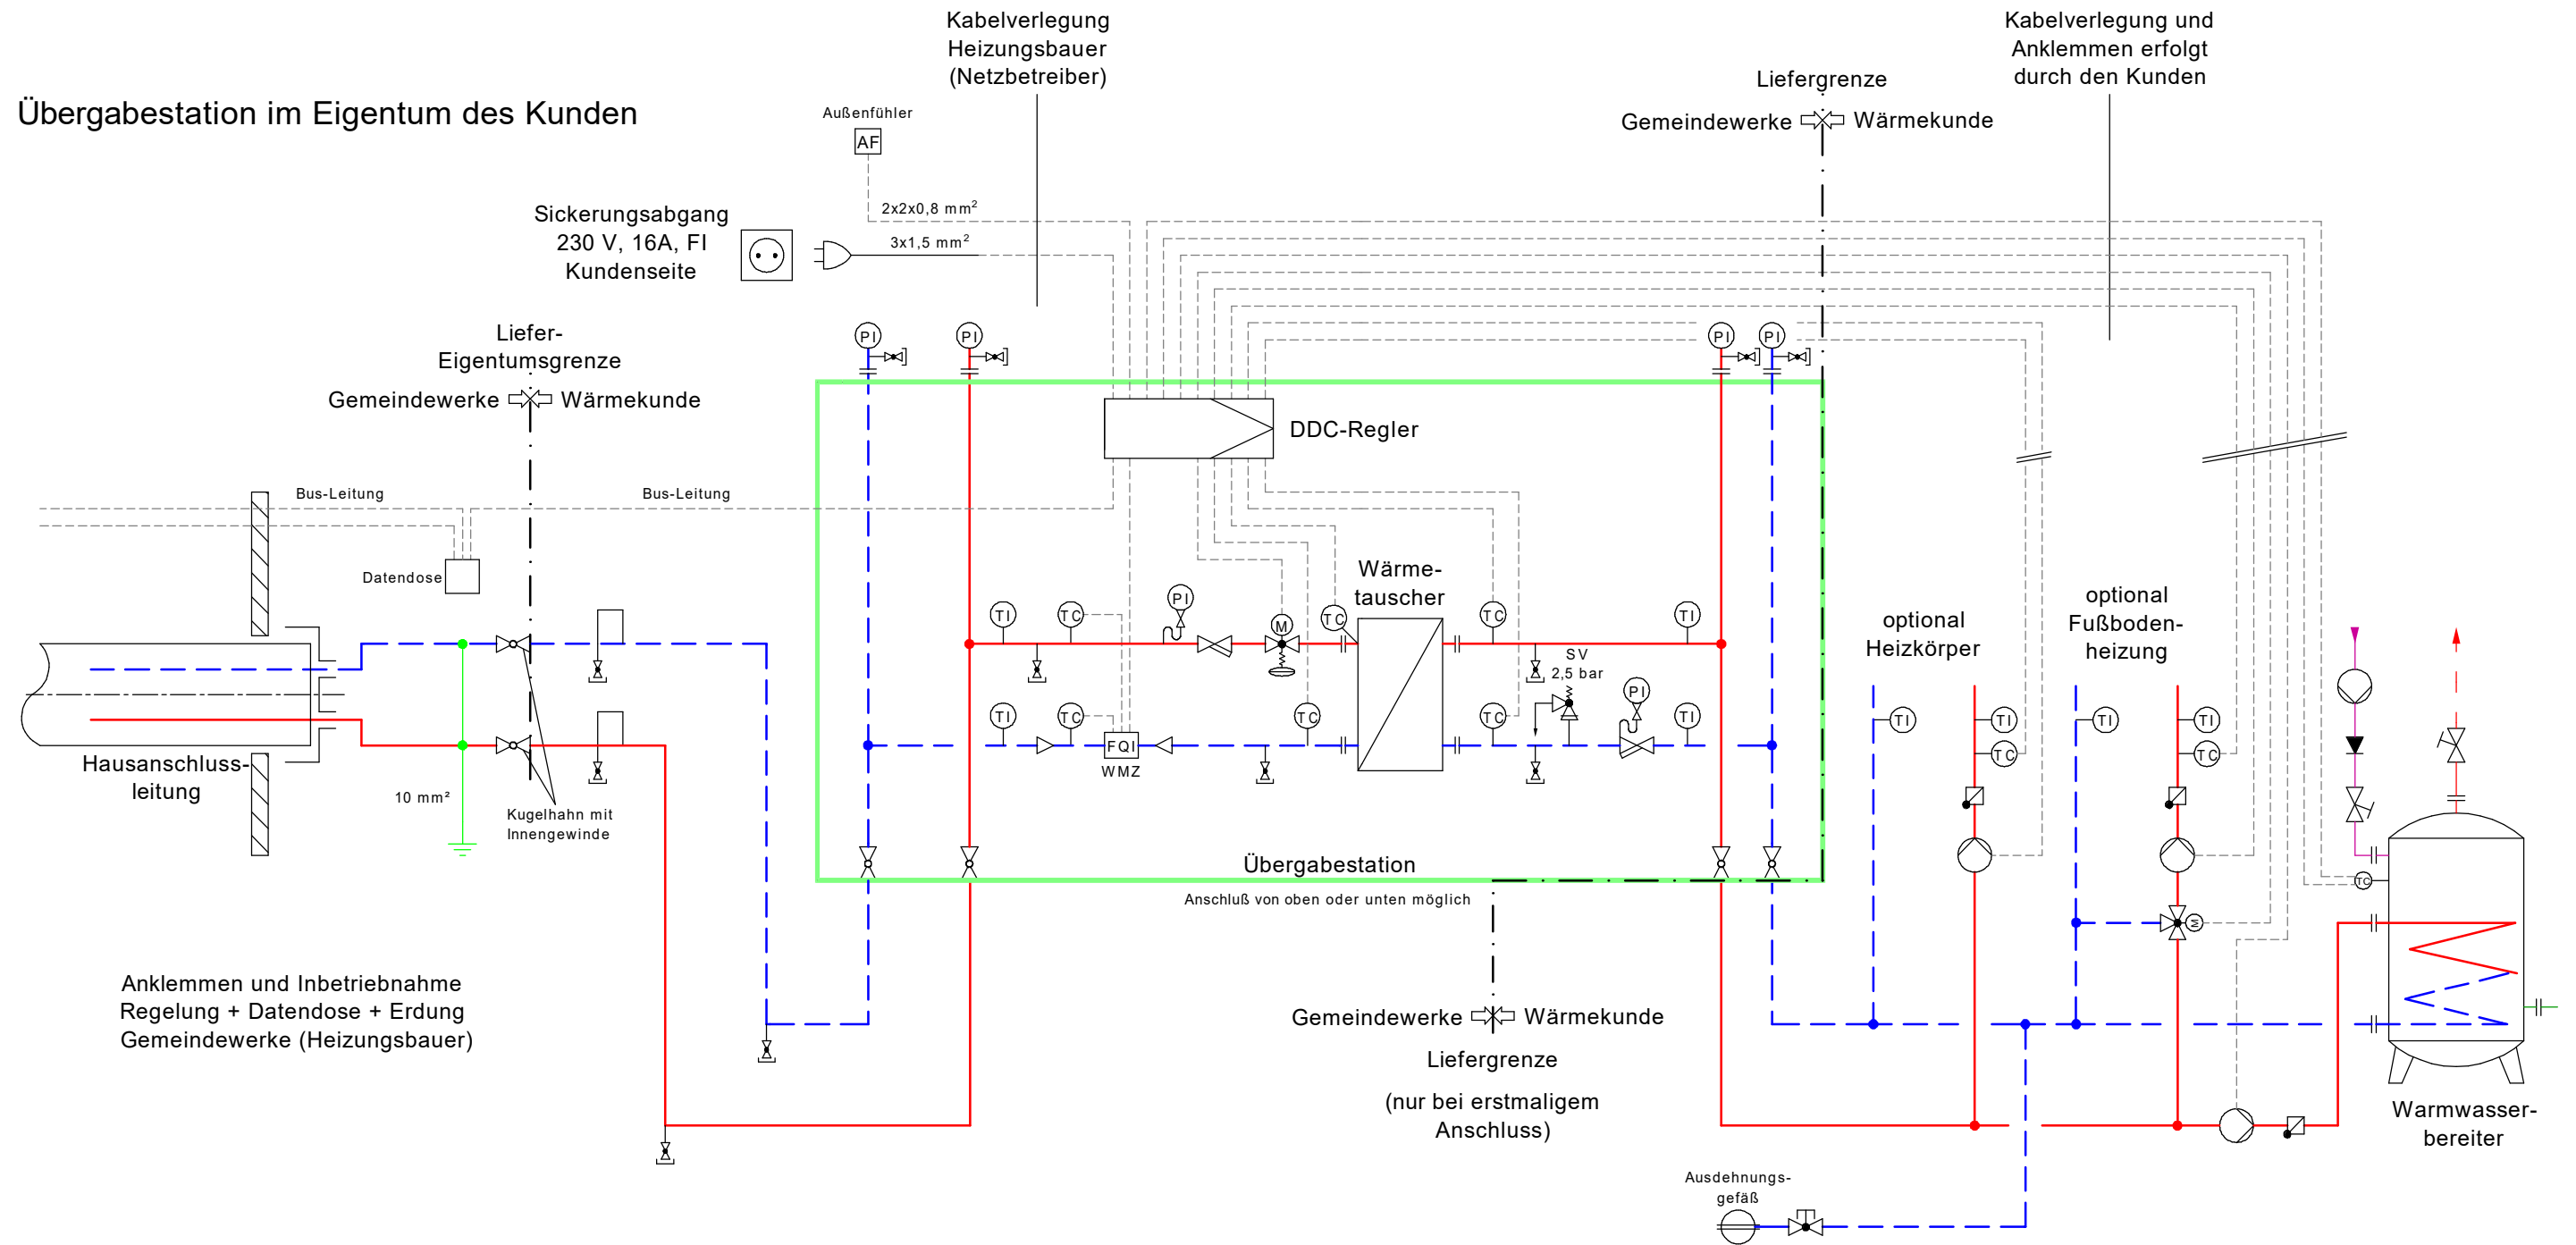 Übergabestation im Eigentum des Kunden
Kabelverlegung
Heizungsbauer
(Netzbetreiber)
Kabelverlegung und
Anklemmen erfolgt
durch den Kunden
Liefergrenze
Gemeindewerke
Wärmekunde
Außenfühler
AF
2x2x0,8 mm²
3x1,5 mm²
Sickerungsabgang
230 V, 16A, FI
Kundenseite
Liefer-
Eigentumsgrenze
Gemeindewerke
Wärmekunde
PI
PI
PI
PI
DDC-Regler
Bus-Leitung
Bus-Leitung
Datendose
Wärme-
tauscher
TI
TC
PI
M
TC
TC
TI
SV
2,5 bar
TI
TC
FQI
WMZ
TC
TC
PI
TI
optional
Heizkörper
optional
Fußboden-
heizung
TI
TI
TC
TI
TI
TC
Hausanschluss-
leitung
10 mm²
Kugelhahn mit
Innengewinde
Übergabestation
Anschluß von oben oder unten möglich
TC
M
Anklemmen und Inbetriebnahme
Regelung + Datendose + Erdung
Gemeindewerke (Heizungsbauer)
Gemeindewerke
Wärmekunde
Liefergrenze
(nur bei erstmaligem
Anschluss)
Warmwasser-
bereiter
Ausdehnungs-
gefäß